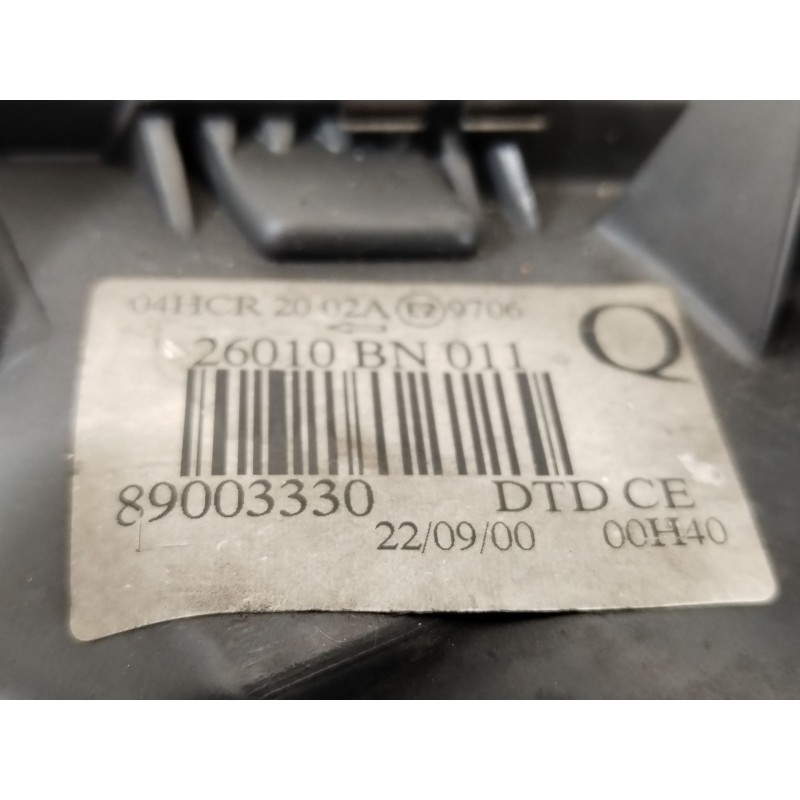 04HCR 20 02A E2 9706
Q
26010 BN 011
89003330 DTD CE
22/09/00 00H40